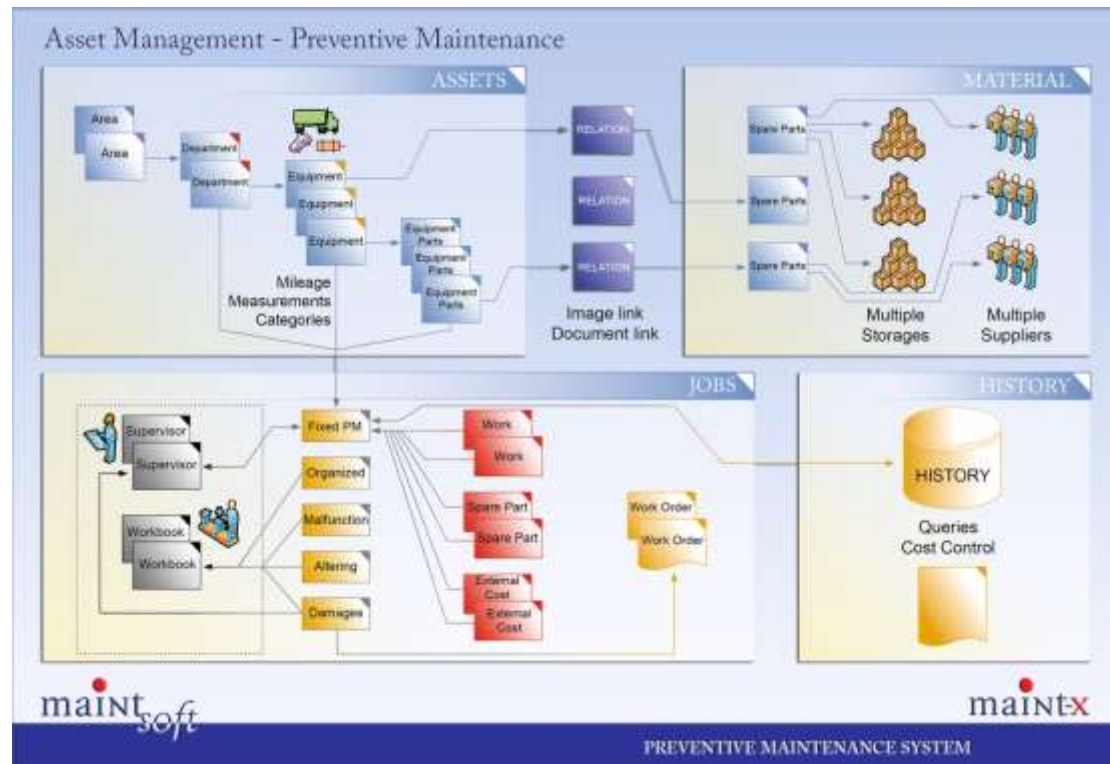 Asset Management - Preventive Maintenance
ASSETS
Area
Area
Department
Department
Equipment
Equipment
Equipment
Equipment
Parts
Equipment
Parts
Equipment
Parts
Mileage
Measurements
Categories
RELATION
RELATION
RELATION
Image link
Document link
MATERIAL
Spare Parts
Spare Parts
Spare Parts
Multiple
Storages
Multiple
Suppliers
JOBS
Supervisor
Supervisor
Workbook
Workbook
Fixed PM
Organized
Malfunction
Altering
Damages
Work
Work
Spare Part
Spare Part
External
Cost
External
Cost
Work Order
Work Order
HISTORY
HISTORY
Queries
Cost Control
maint
soft
maint-x
PREVENTIVE MAINTENANCE SYSTEM